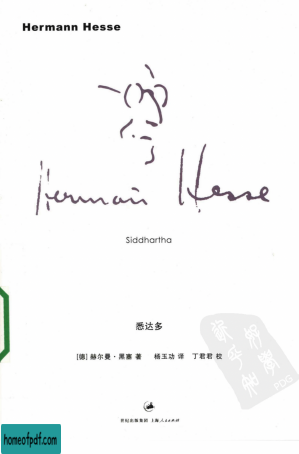 Hermann Hesse
Hermann Hesse
Siddhartha
悉达多
[德] 赫尔曼·黑塞 著 杨玉功 译 丁君君 校
世纪出版集团 上海人民出版社
homeofpdf.com